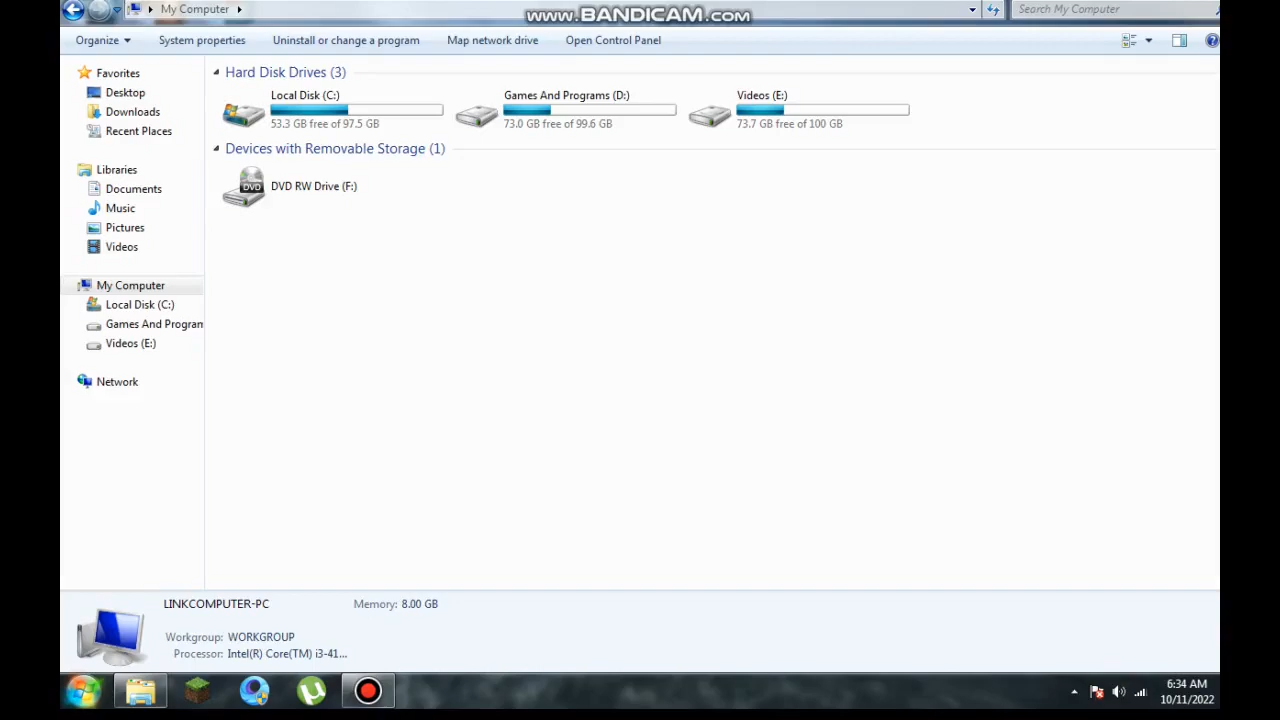 My Computer
www.BANDICAM.com
Search My Computer
Organize
System properties
Uninstall or change a program
Map network drive
Open Control Panel
Favorites
Desktop
Downloads
Recent Places
Libraries
Documents
Music
Pictures
Videos
My Computer
Local Disk (C:)
Games And Program
Videos (E:)
Network
Hard Disk Drives (3)
Local Disk (C:)
53.3 GB free of 97.5 GB
Games And Programs (D:)
73.0 GB free of 99.6 GB
Videos (E:)
73.7 GB free of 100 GB
Devices with Removable Storage (1)
DVD
DVD RW Drive (F:)
LINKCOMPUTER-PC
Memory: 8.00 GB
Workgroup: WORKGROUP
Processor: Intel(R) Core(TM) i3-41...
6:34 AM
10/11/2022